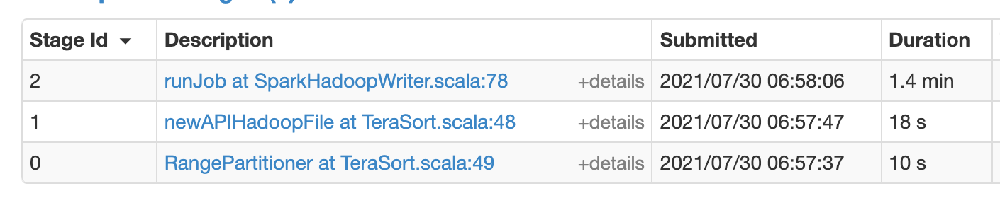 Stage Id Description Submitted Duration
2 runJob at SparkHadoopWriter.scala:78 +details 2021/07/30 06:58:06 1.4 min
1 newAPIHadoopFile at TeraSort.scala:48 +details 2021/07/30 06:57:47 18 s
0 RangePartitioner at TeraSort.scala:49 +details 2021/07/30 06:57:37 10 s